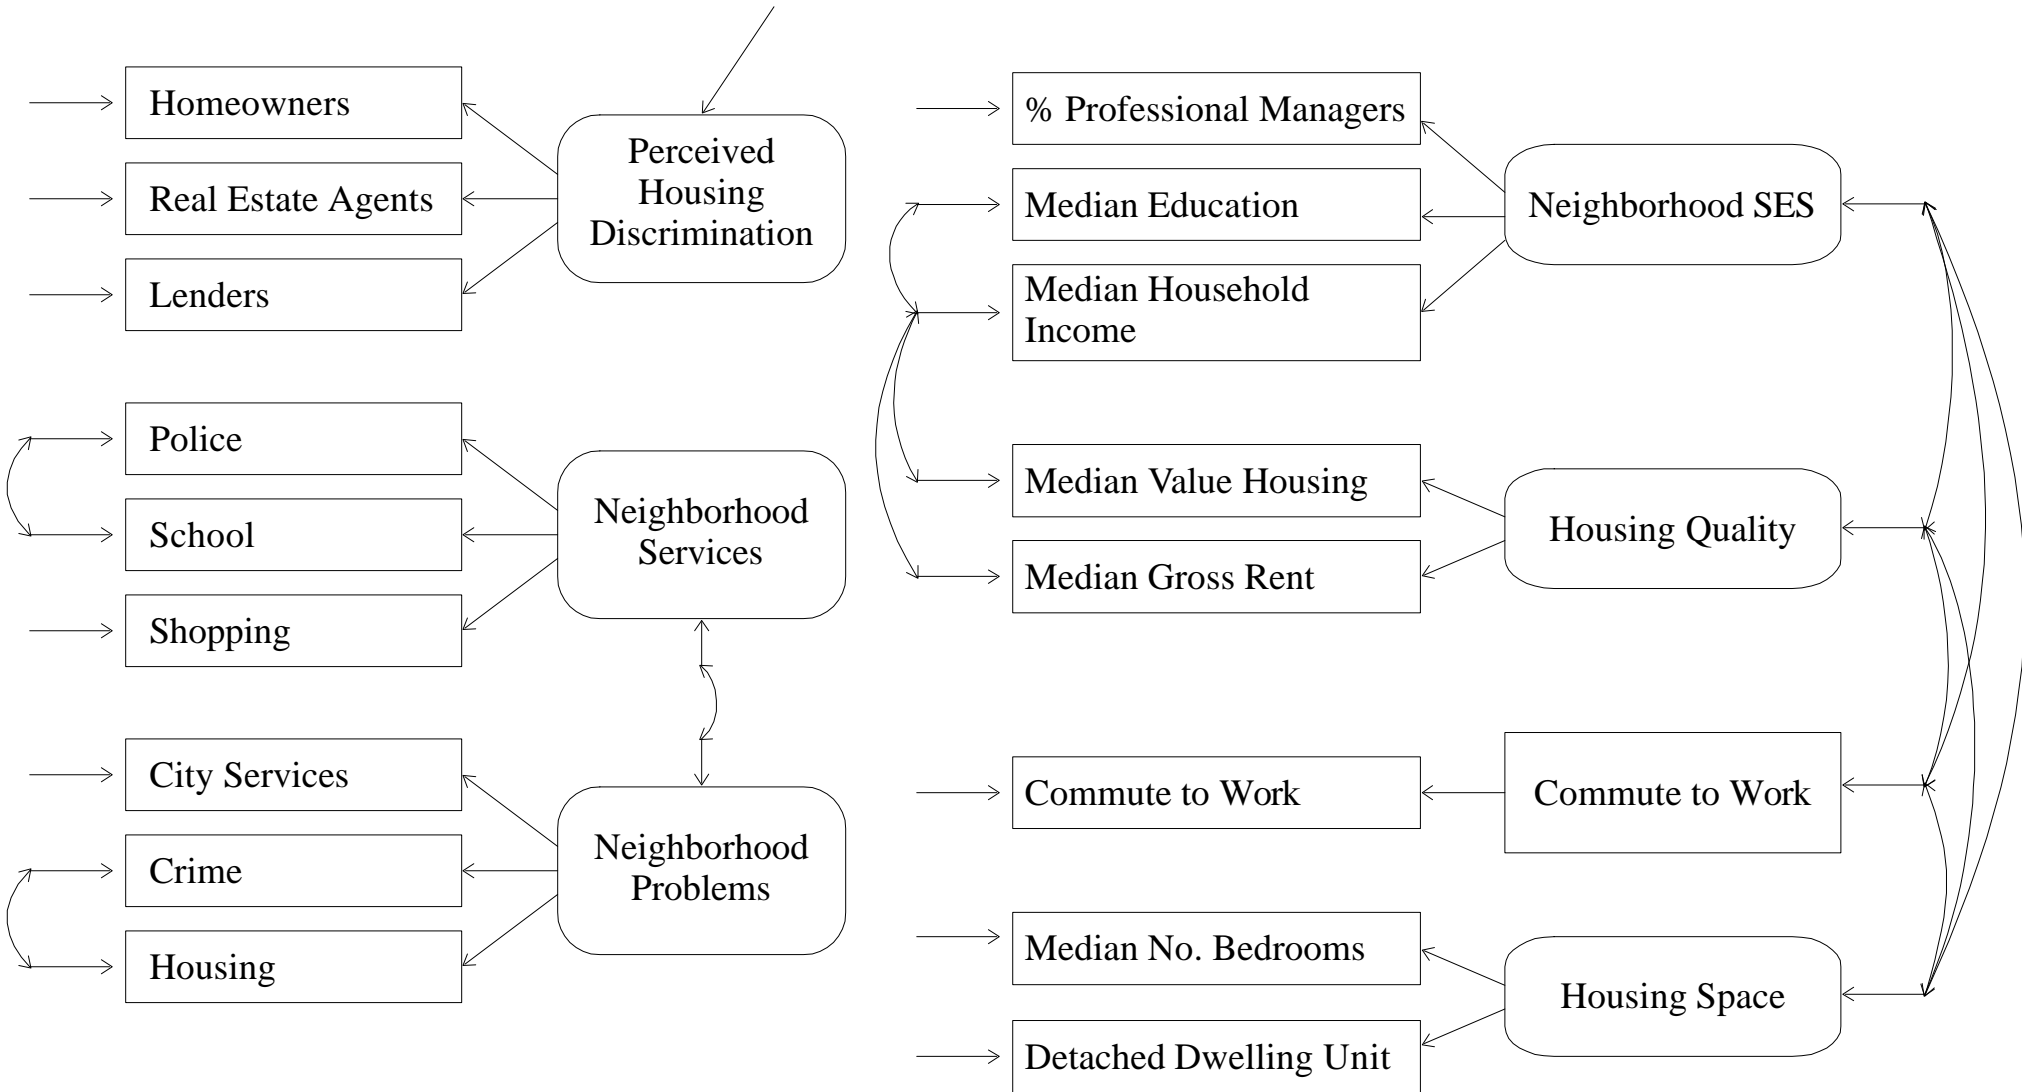 Homeowners
Real Estate Agents
Lenders
Perceived
Housing
Discrimination
Police
School
Shopping
Neighborhood
Services
City Services
Crime
Housing
Neighborhood
Problems
% Professional Managers
Median Education
Median Household
Income
Neighborhood SES
Median Value Housing
Median Gross Rent
Housing Quality
Commute to Work
Commute to Work
Median No. Bedrooms
Detached Dwelling Unit
Housing Space